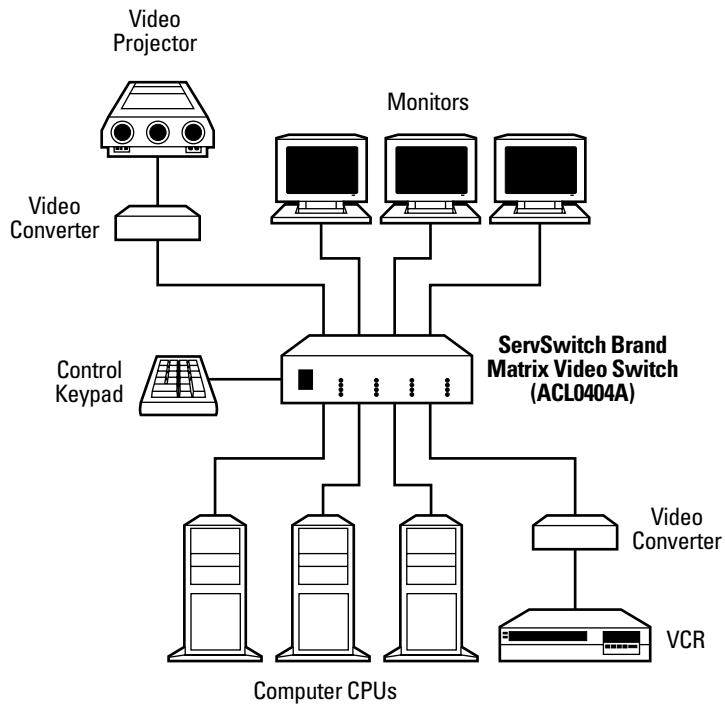 Video
Projector
Monitors
Video
Converter
ServSwitch Brand
Matrix Video Switch
(ACL0404A)
Control
Keypad
Video
Converter
VCR
Computer CPUs